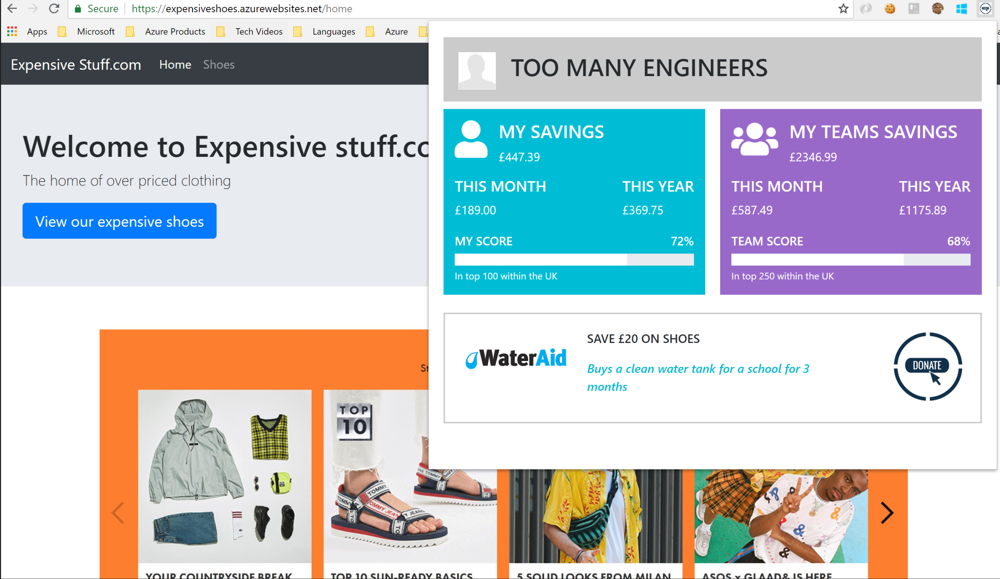 Secure https://expensiveshoes.azurewebsites.net/home
Apps Microsoft Azure Products Tech Videos Languages Azure
Expensive Stuff.com Home Shoes
Welcome to Expensive stuff.co
The home of over priced clothing
View our expensive shoes
TOO MANY ENGINEERS
MY SAVINGS
£447.39
THIS MONTH THIS YEAR
£189.00 £369.75
MY SCORE 72%
In top 100 within the UK
MY TEAMS SAVINGS
£2346.99
THIS MONTH THIS YEAR
£587.49 £1175.89
TEAM SCORE 68%
In top 250 within the UK
WaterAid
SAVE £20 ON SHOES
Buys a clean water tank for a school for 3
months
DONATE
TOP
10
TOMMY
TOMMY JEANS
YOUR COUNTRYSIDE BREAK
TOP 10 SUN-READY BASICS
5 SOLID LOOKS FROM MILAN
ASOS x GLAAD& IS HERE